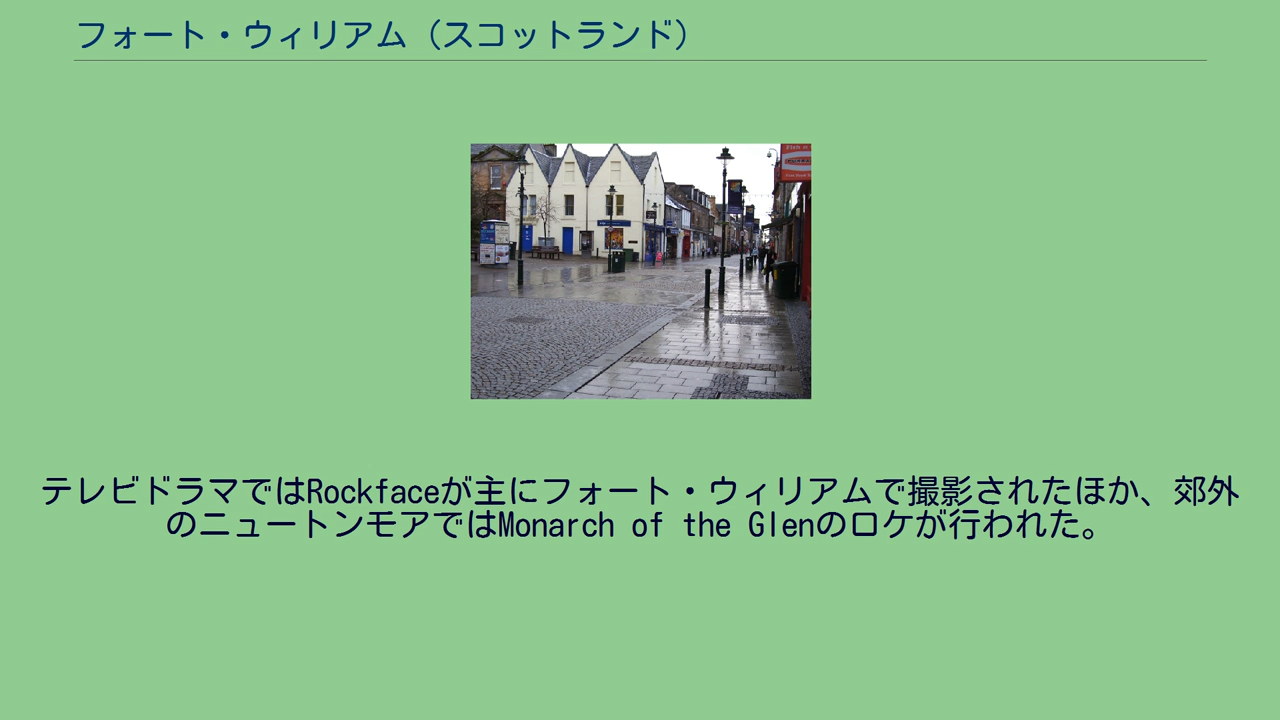 フォート・ウィリアム（スコットランド）
Fish n
テレビドラマではRockfaceが主にフォート・ウィリアムで撮影されたほか、郊外
のニュートンモアではMonarch of the Glenのロケが行われた。